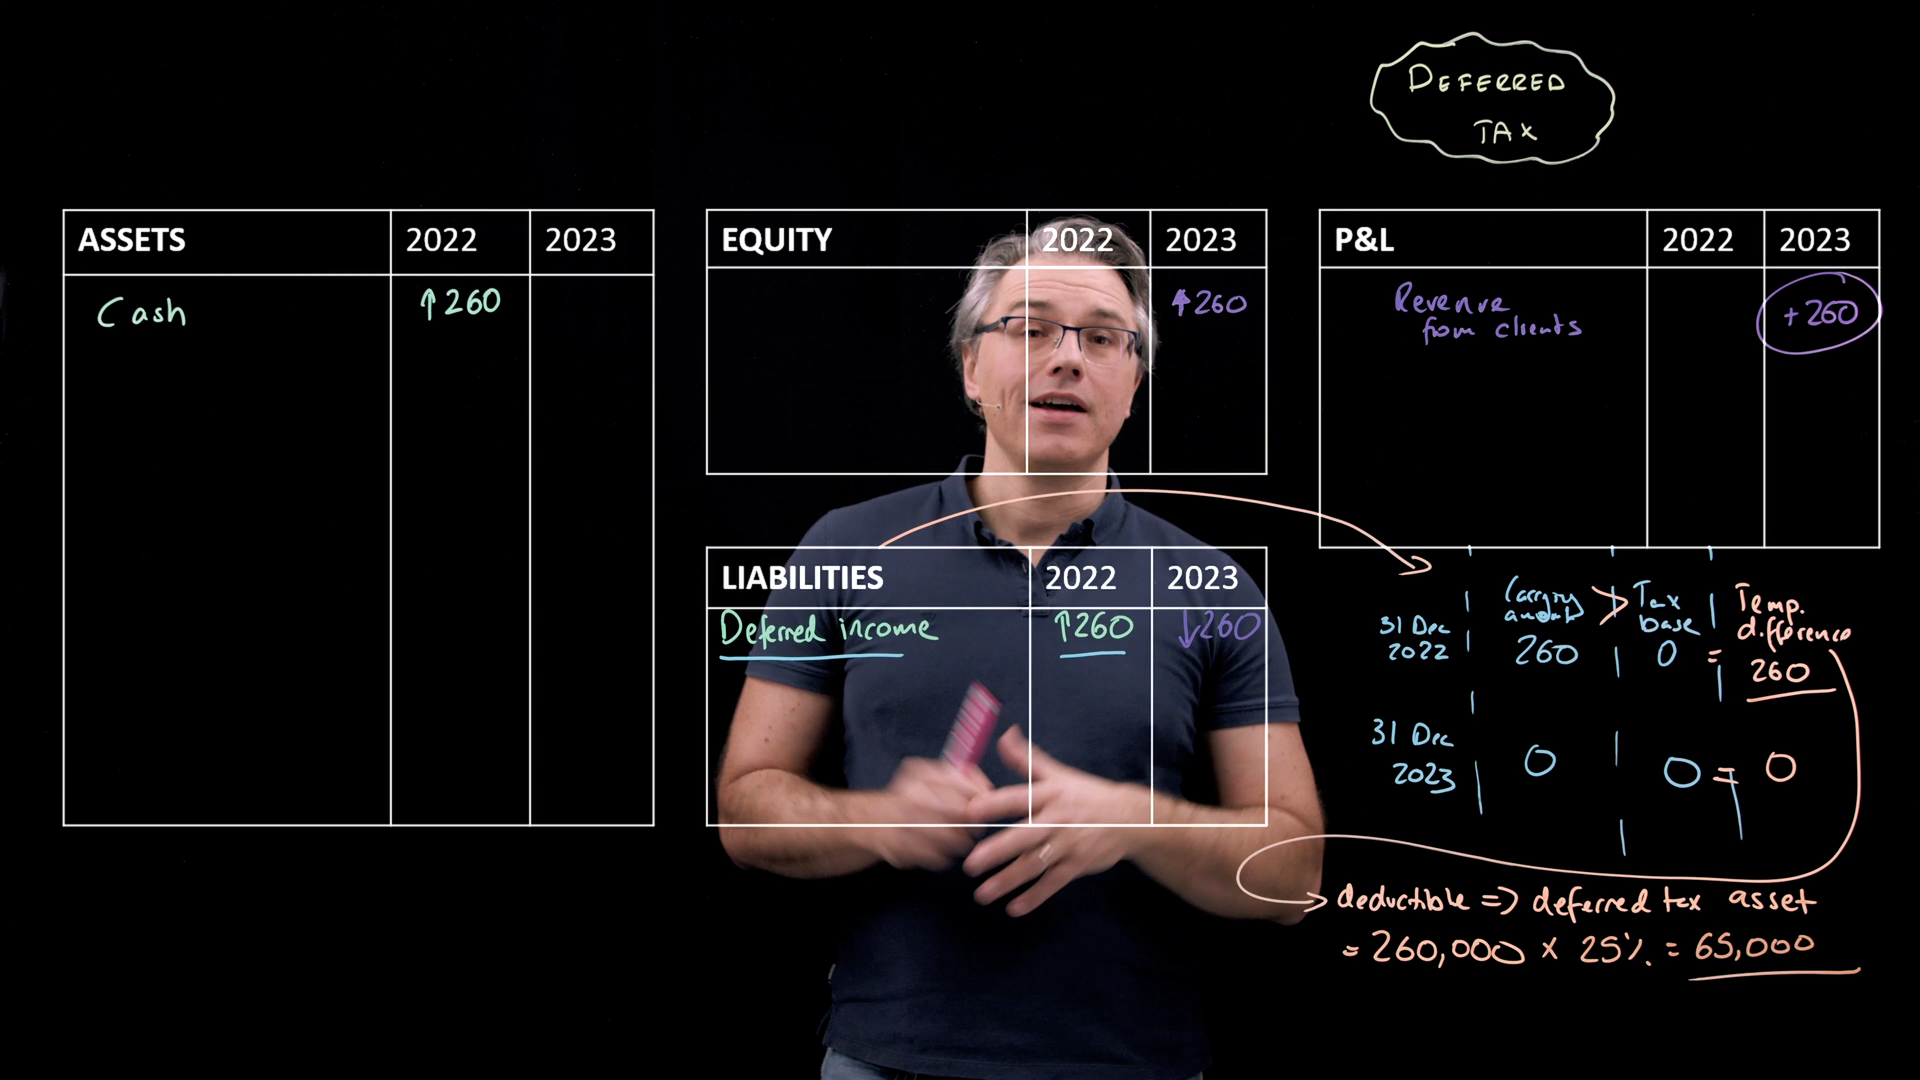 DEFERRED
TAX
ASSETS 2022 2023
Cash ↑260
EQUITY 2022 2023
↑260
P&L 2022 2023
Revenue
from clients +260
LIABILITIES 2022 2023
Deferred income ↑260 ↓260
Carrying amount > Tax base Temp. difference
31 Dec 2022 260 0 = 260
31 Dec 2023 0 0 = 0
deductible => deferred tax asset
= 260,000 x 25% = 65,000